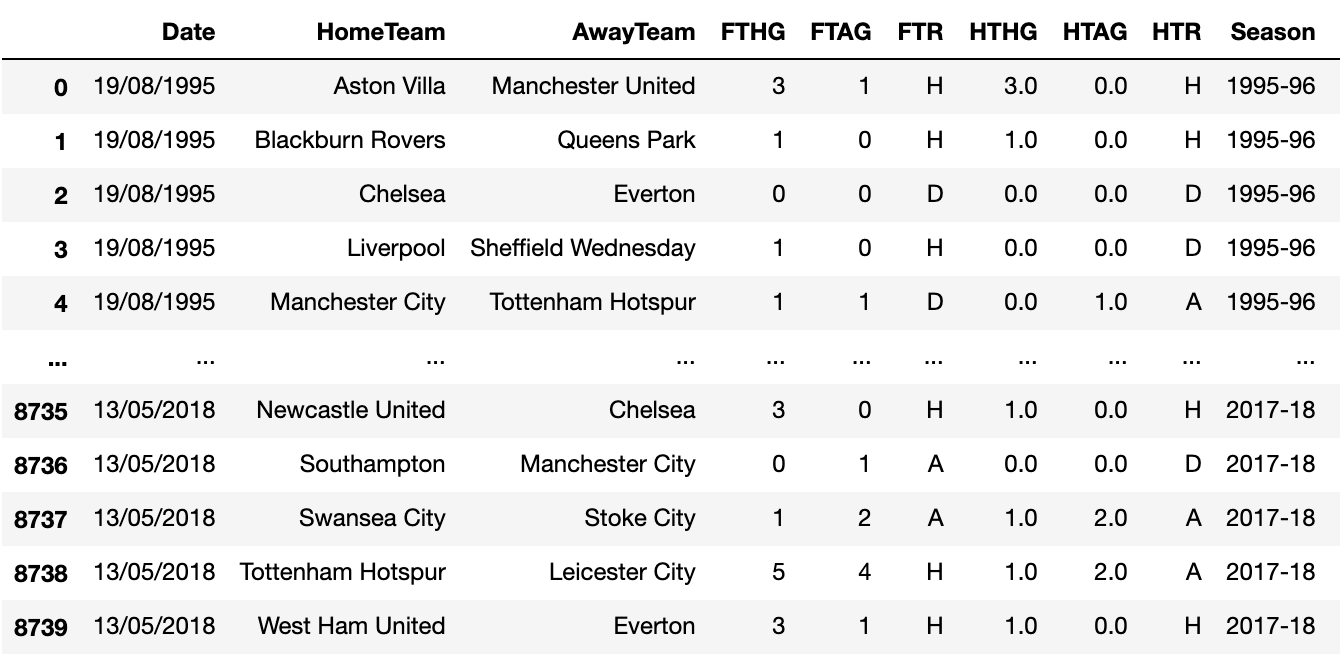 Date HomeTeam AwayTeam FTHG FTAG FTR HTHG HTAG HTR Season
0 19/08/1995 Aston Villa Manchester United 3 1 H 3.0 0.0 H 1995-96
1 19/08/1995 Blackburn Rovers Queens Park 1 0 H 1.0 0.0 H 1995-96
2 19/08/1995 Chelsea Everton 0 0 D 0.0 0.0 D 1995-96
3 19/08/1995 Liverpool Sheffield Wednesday 1 0 H 0.0 0.0 D 1995-96
4 19/08/1995 Manchester City Tottenham Hotspur 1 1 D 0.0 1.0 A 1995-96
... ... ... ... ... ... ... ... ... ... ...
8735 13/05/2018 Newcastle United Chelsea 3 0 H 1.0 0.0 H 2017-18
8736 13/05/2018 Southampton Manchester City 0 1 A 0.0 0.0 D 2017-18
8737 13/05/2018 Swansea City Stoke City 1 2 A 1.0 2.0 A 2017-18
8738 13/05/2018 Tottenham Hotspur Leicester City 5 4 H 1.0 2.0 A 2017-18
8739 13/05/2018 West Ham United Everton 3 1 H 1.0 0.0 H 2017-18